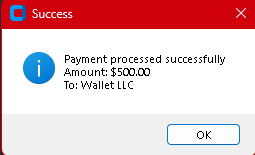 Success
Payment processed successfully
Amount: $500.00
To: Wallet LLC
OK